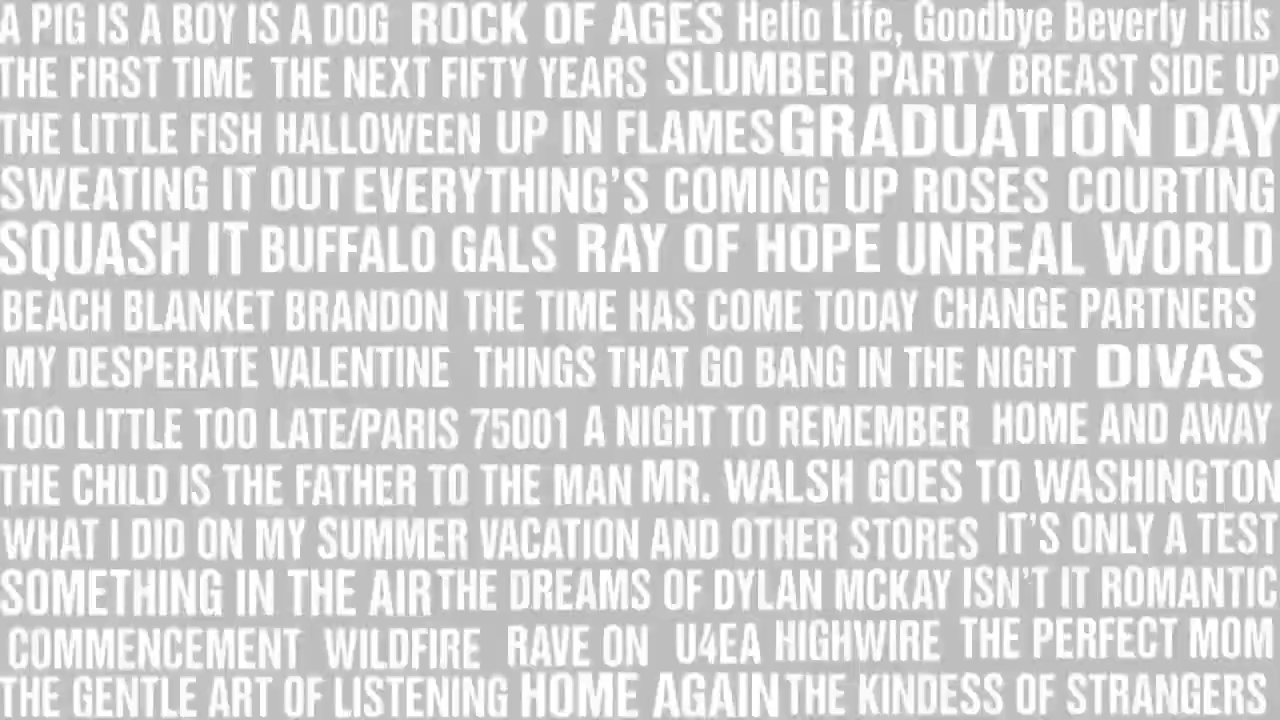 A PIG IS A BOY IS A DOG ROCK OF AGES Hello Life, Goodbye Beverly Hills
THE FIRST TIME THE NEXT FIFTY YEARS SLUMBER PARTY BREAST SIDE UP
THE LITTLE FISH HALLOWEEN UP IN FLAMES GRADUATION DAY
SWEATING IT OUT EVERYTHING'S COMING UP ROSES COURTING
SQUASH IT BUFFALO GALS RAY OF HOPE UNREAL WORLD
BEACH BLANKET BRANDON THE TIME HAS COME TODAY CHANGE PARTNERS
MY DESPERATE VALENTINE THINGS THAT GO BANG IN THE NIGHT DIVAS
TOO LITTLE TOO LATE/PARIS 75001 A NIGHT TO REMEMBER HOME AND AWAY
THE CHILD IS THE FATHER TO THE MAN MR. WALSH GOES TO WASHINGTON
WHAT I DID ON MY SUMMER VACATION AND OTHER STORES IT'S ONLY A TEST
SOMETHING IN THE AIR THE DREAMS OF DYLAN MCKAY ISN'T IT ROMANTIC
COMMENCEMENT WILDFIRE RAVE ON U4EA HIGHWIRE THE PERFECT MOM
THE GENTLE ART OF LISTENING HOME AGAIN THE KINDESS OF STRANGERS